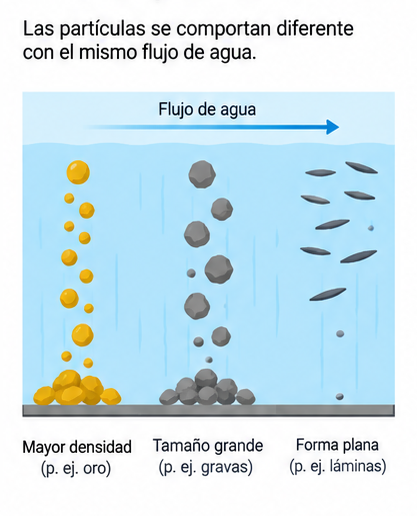 Las partículas se comportan diferente
con el mismo flujo de agua.
Flujo de agua
Mayor densidad
(p. ej. oro)
Tamaño grande
(p. ej. gravas)
Forma plana
(p. ej. láminas)